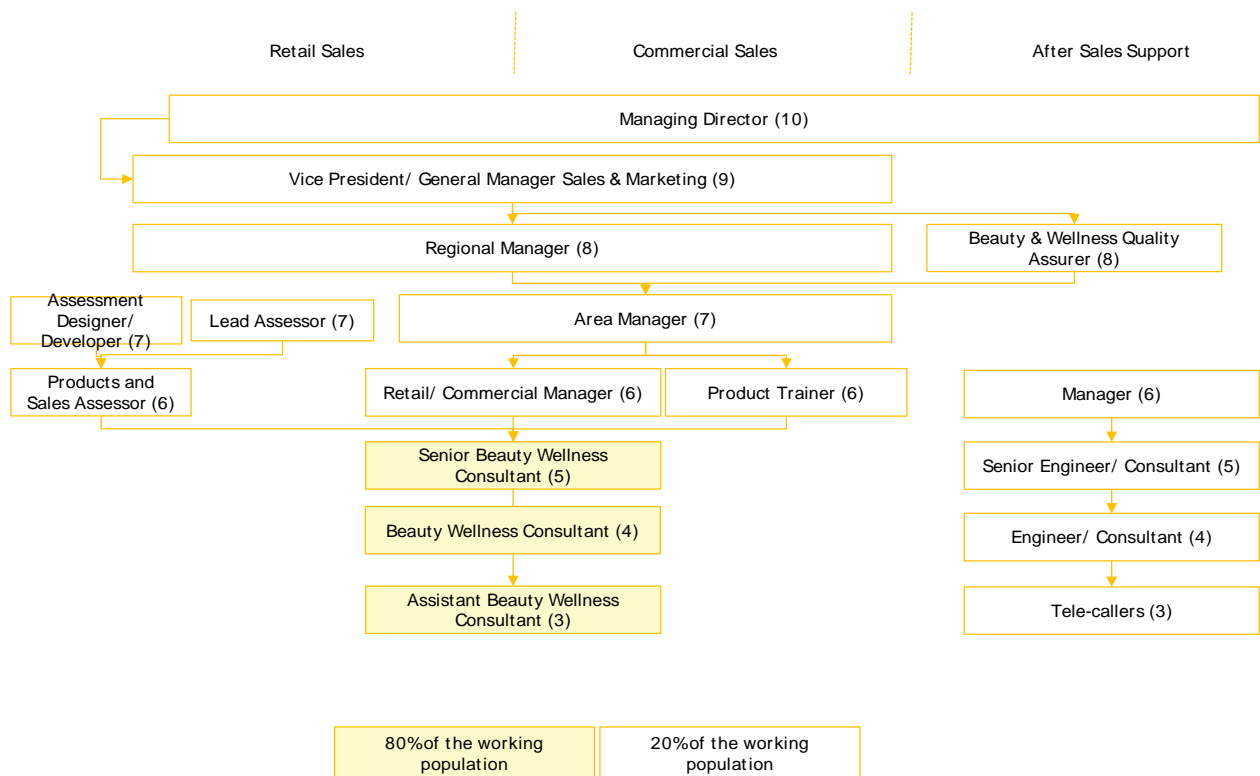 Retail Sales
Commercial Sales
After Sales Support
Managing Director (10)
Vice President/ General Manager Sales & Marketing (9)
Regional Manager (8)
Beauty & Wellness Quality
Assurer (8)
Assessment
Designer/
Developer (7)
Lead Assessor (7)
Area Manager (7)
Products and
Sales Assessor (6)
Retail/ Commercial Manager (6)
Product Trainer (6)
Manager (6)
Senior Beauty Wellness
Consultant (5)
Senior Engineer/ Consultant (5)
Beauty Wellness Consultant (4)
Engineer/ Consultant (4)
Assistant Beauty Wellness
Consultant (3)
Tele-callers (3)
80%of the working
population
20%of the working
population